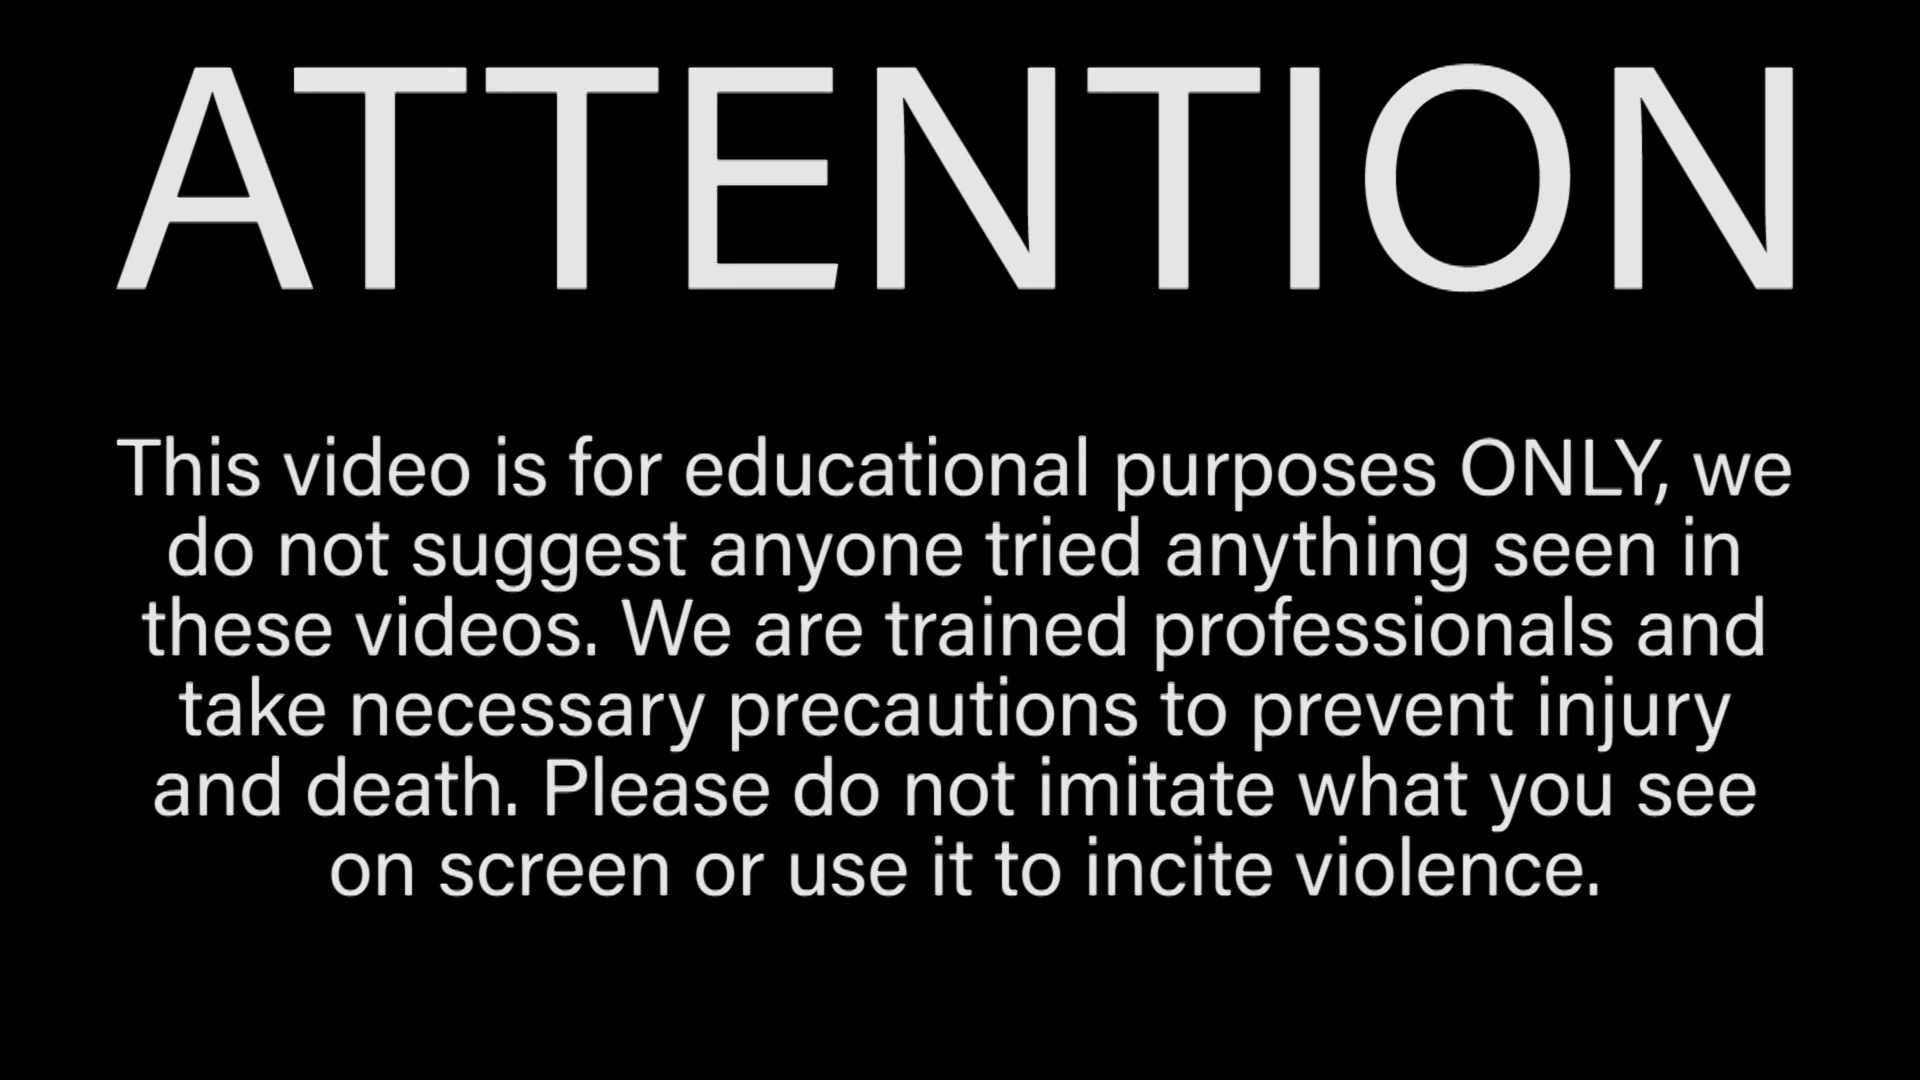 ATTENTION
This video is for educational purposes ONLY, we
do not suggest anyone tried anything seen in
these videos. We are trained professionals and
take necessary precautions to prevent injury
and death. Please do not imitate what you see
on screen or use it to incite violence.